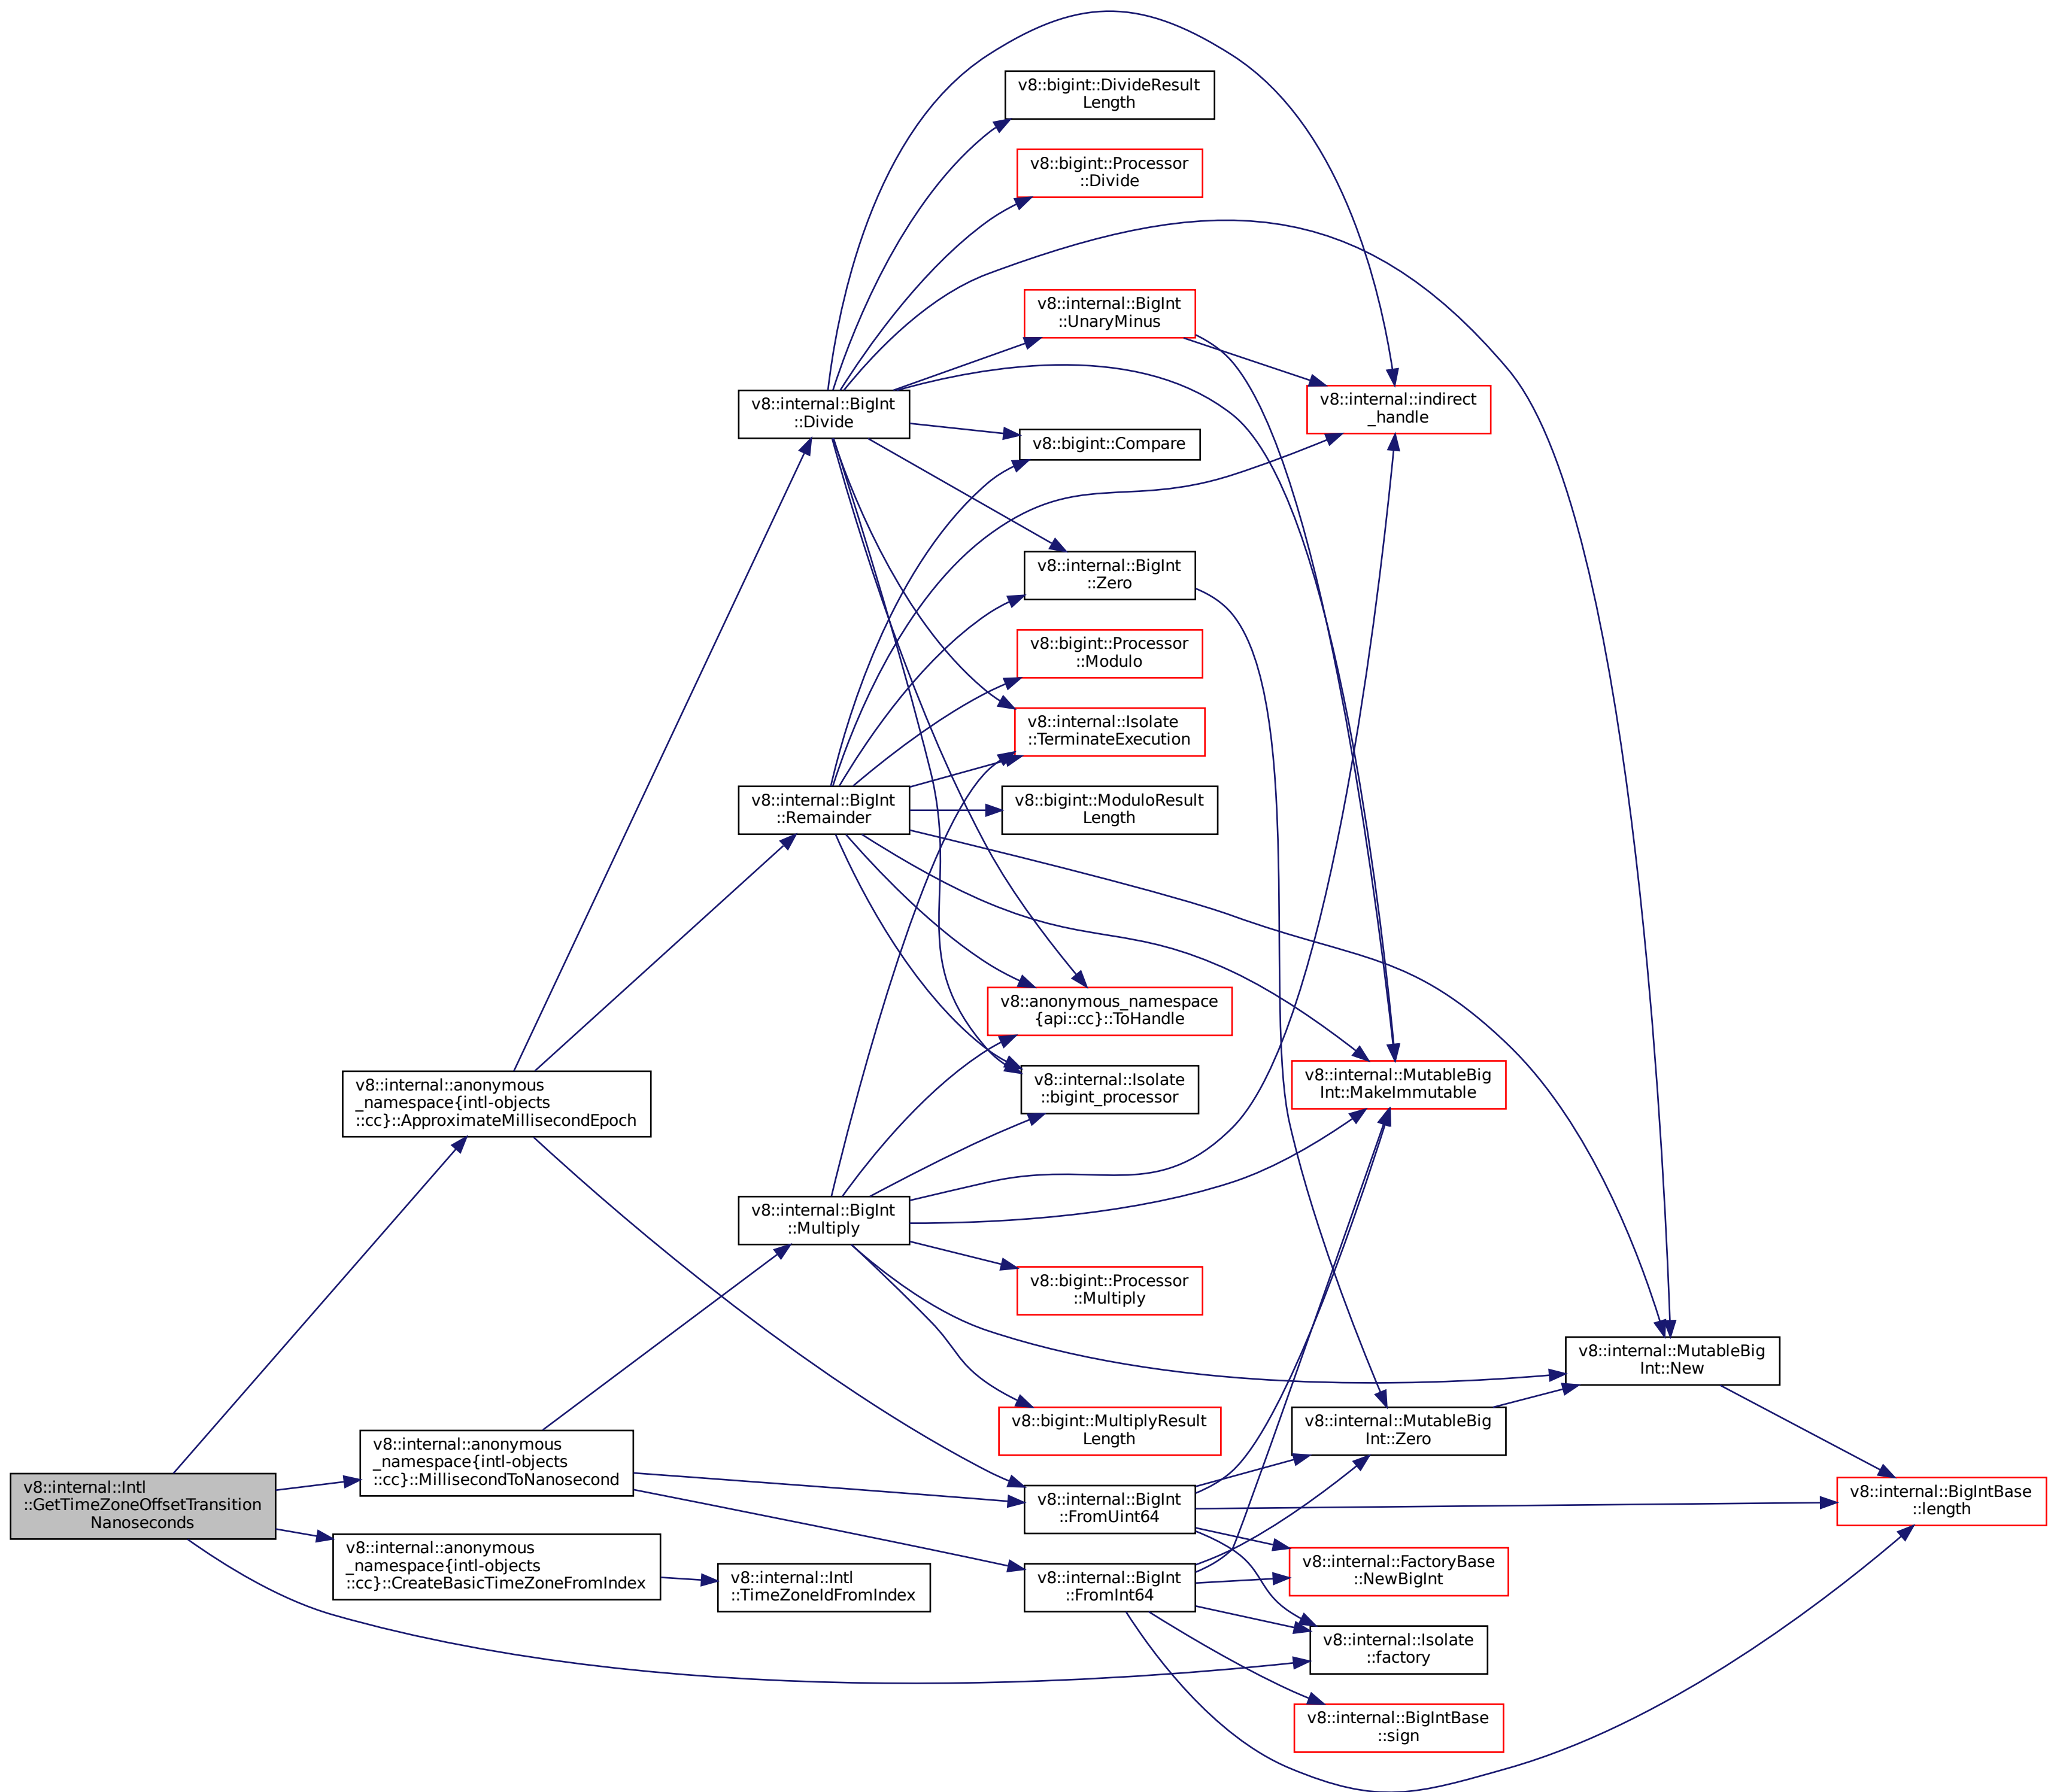 v8::bigint::DivideResult
Length
v8::bigint::Processor
::Divide
v8::internal::BigInt
::UnaryMinus
v8::internal::indirect
_handle
v8::internal::BigInt
::Divide
v8::bigint::Compare
v8::internal::BigInt
::Zero
v8::bigint::Processor
::Modulo
v8::internal::Isolate
::TerminateExecution
v8::internal::BigInt
::Remainder
v8::bigint::ModuloResult
Length
v8::anonymous_namespace
{api::cc}::ToHandle
v8::internal::Isolate
::bigint_processor
v8::internal::MutableBig
Int::MakeImmutable
v8::internal::anonymous
_namespace{intl-objects
::cc}::ApproximateMillisecondEpoch
v8::internal::BigInt
::Multiply
v8::bigint::Processor
::Multiply
v8::internal::MutableBig
Int::New
v8::bigint::MultiplyResult
Length
v8::internal::MutableBig
Int::Zero
v8::internal::anonymous
_namespace{intl-objects
::cc}::MillisecondToNanosecond
v8::internal::Intl
::GetTimeZoneOffsetTransition
Nanoseconds
v8::internal::BigInt
::FromUint64
v8::internal::BigIntBase
::length
v8::internal::anonymous
_namespace{intl-objects
::cc}::CreateBasicTimeZoneFromIndex
v8::internal::Intl
::TimeZoneIdFromIndex
v8::internal::BigInt
::FromInt64
v8::internal::FactoryBase
::NewBigInt
v8::internal::Isolate
::factory
v8::internal::BigIntBase
::sign